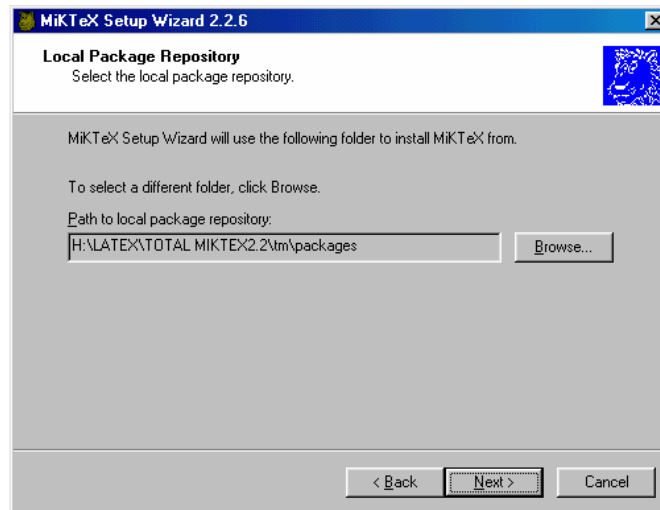 MiKTeX Setup Wizard 2.2.6
Local Package Repository
Select the local package repository.
MiKTeX Setup Wizard will use the following folder to install MiKTeX from.
To select a different folder, click Browse.
Path to local package repository:
H:\LATEX\TOTAL MIKTEX2.2\tm\packages
Browse...
< Back
Next >
Cancel